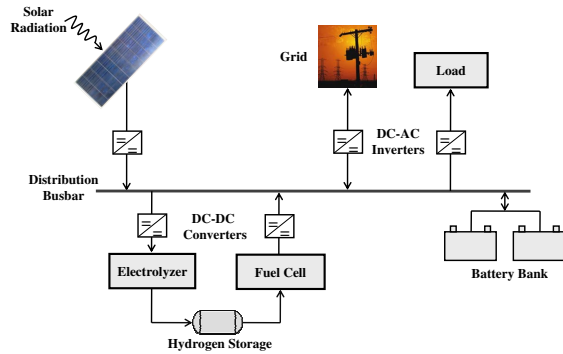 Solar
Radiation
Grid
Load
DC-AC
Inverters
Distribution
Busbar
DC-DC
Converters
Electrolyzer
Fuel Cell
Battery Bank
Hydrogen Storage